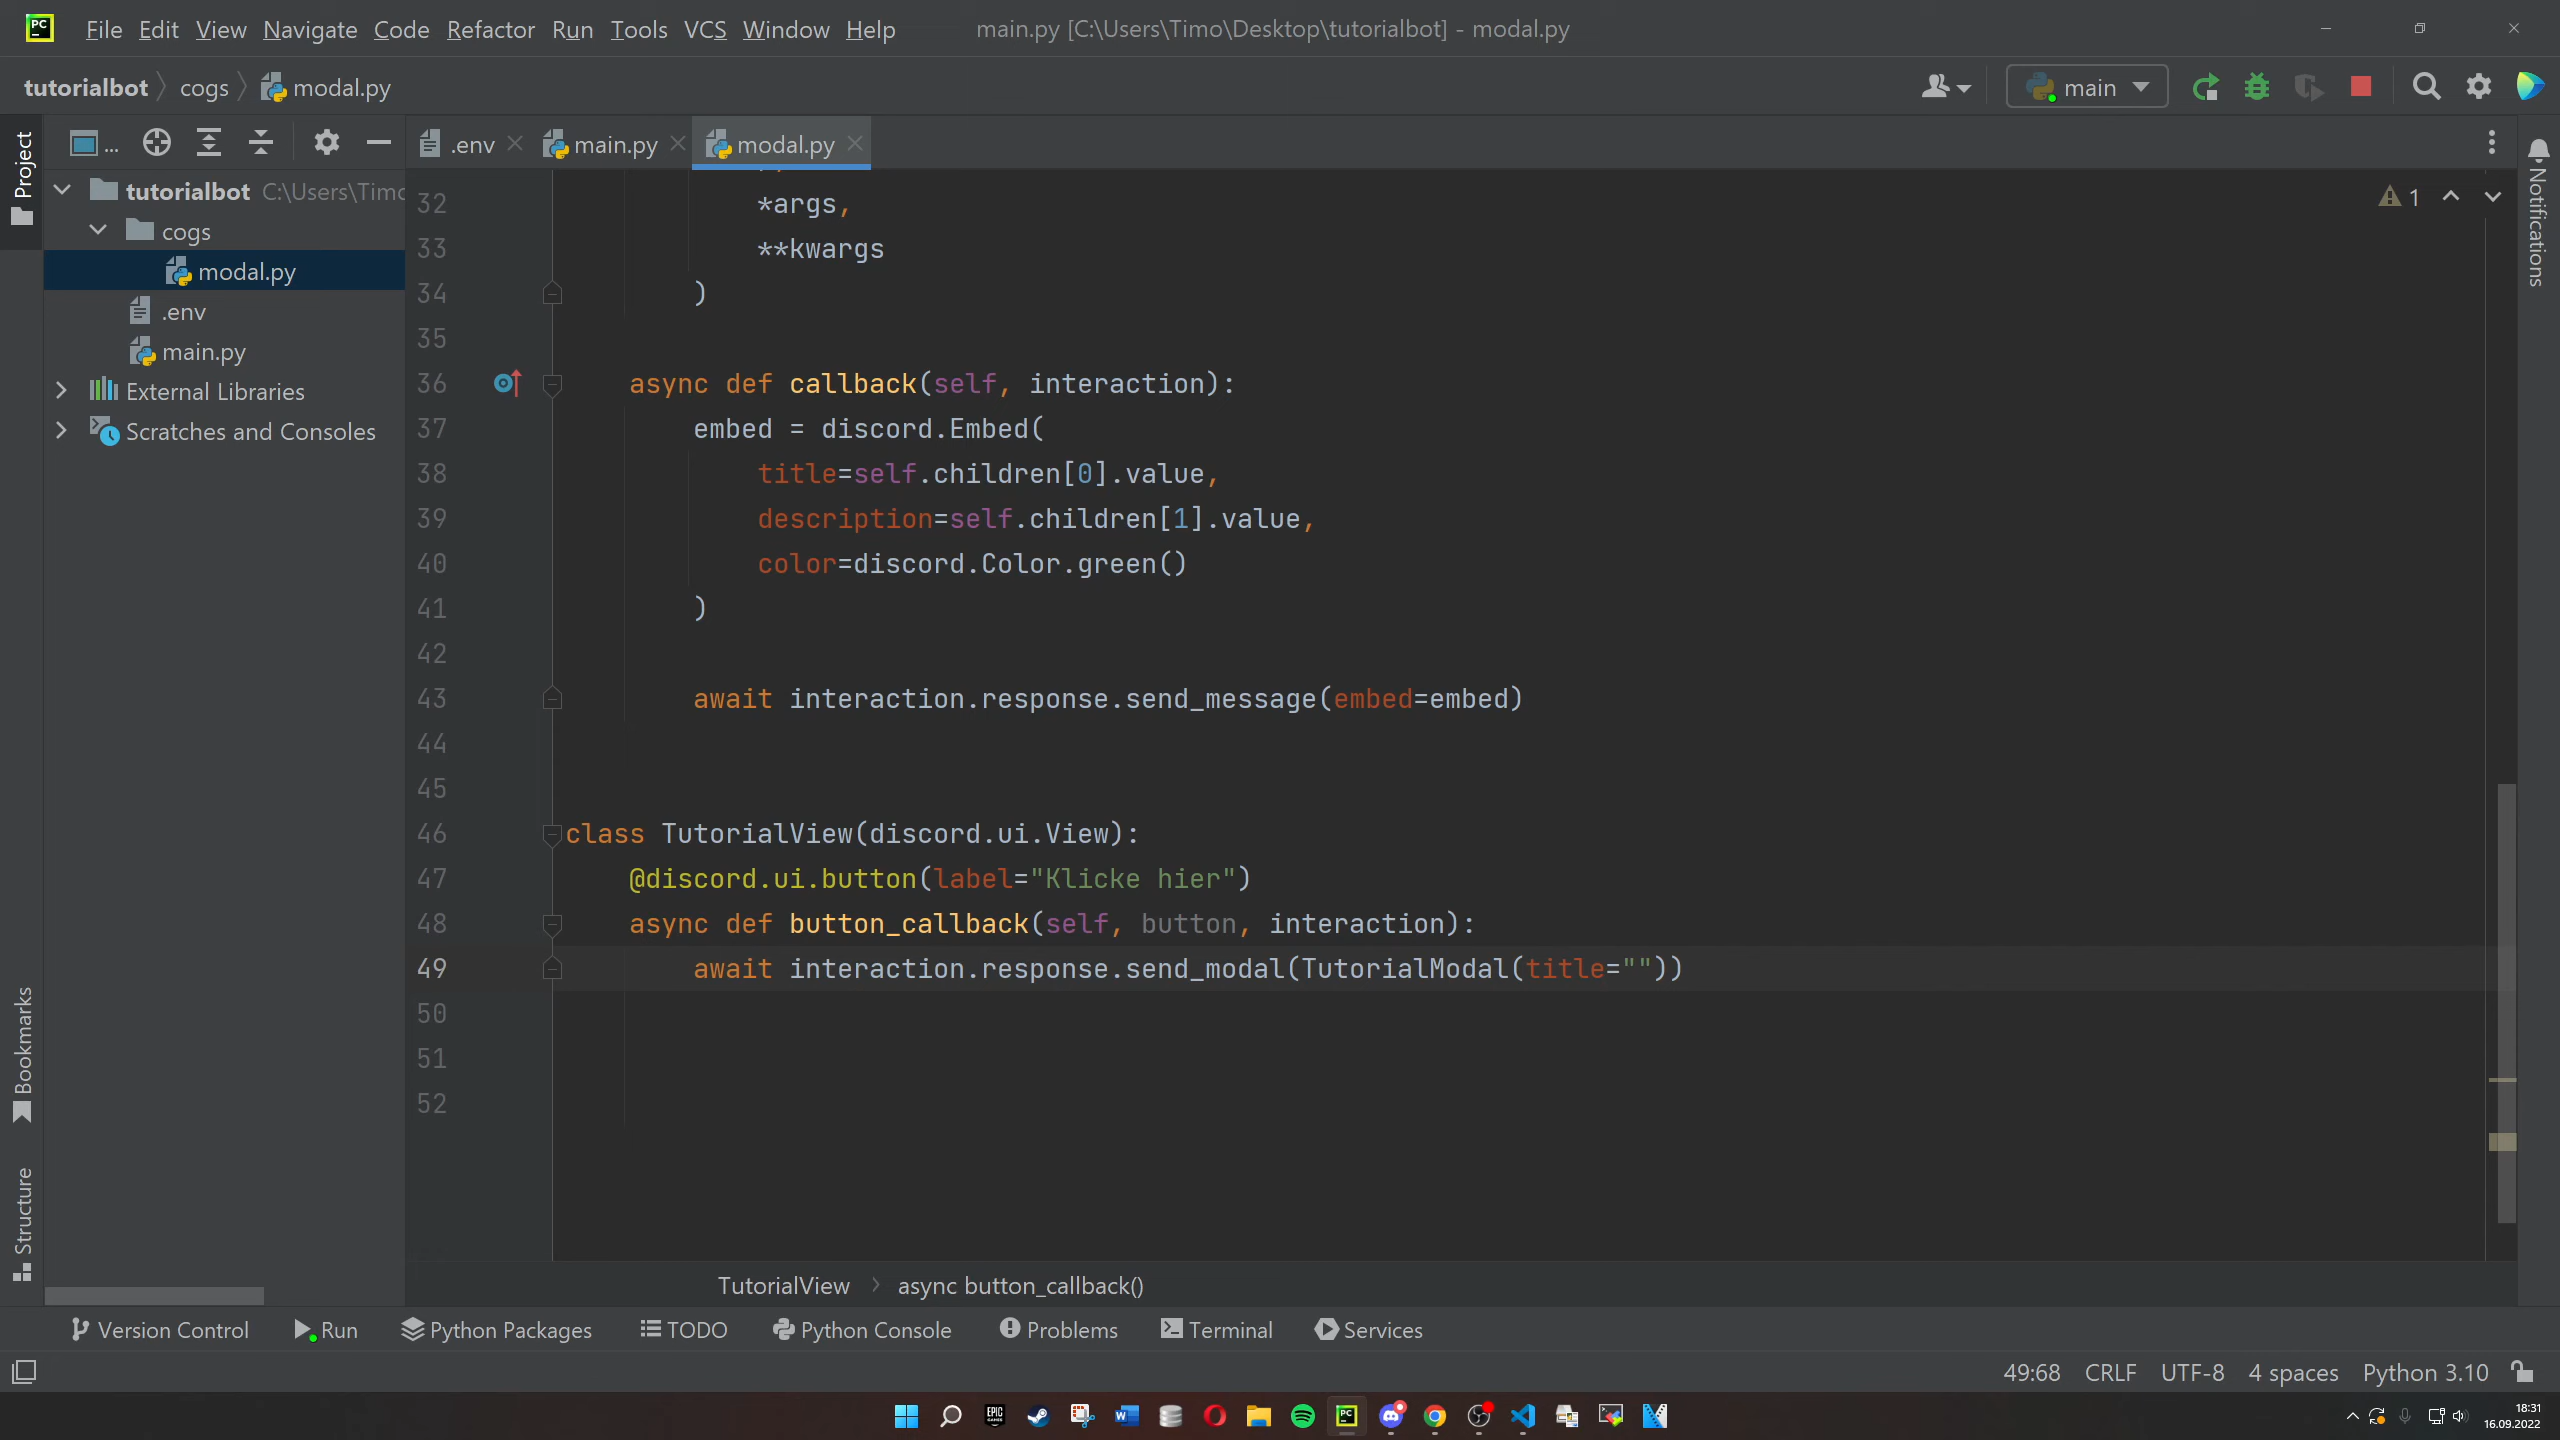 File Edit View Navigate Code Refactor Run Tools VCS Window Help main.py [C:\Users\Timo\Desktop\tutorialbot] - modal.py
tutorialbot cogs modal.py main
Project
...
.env main.py modal.py
tutorialbot C:\Users\Timo
cogs
modal.py
.env
main.py
External Libraries
Scratches and Consoles
1
Notifications
32 *args,
33 **kwargs
34 )
35
36 async def callback(self, interaction):
37 embed = discord.Embed(
38 title=self.children[0].value,
39 description=self.children[1].value,
40 color=discord.Color.green()
41 )
42
43 await interaction.response.send_message(embed=embed)
44
45
46 class TutorialView(discord.ui.View):
47 @discord.ui.button(label="Klicke hier")
48 async def button_callback(self, button, interaction):
49 await interaction.response.send_modal(TutorialModal(title=""))
50
51
52
Bookmarks
Structure
TutorialView async button_callback()
Version Control Run Python Packages TODO Python Console Problems Terminal Services
49:68 CRLF UTF-8 4 spaces Python 3.10
18:31
16.09.2022